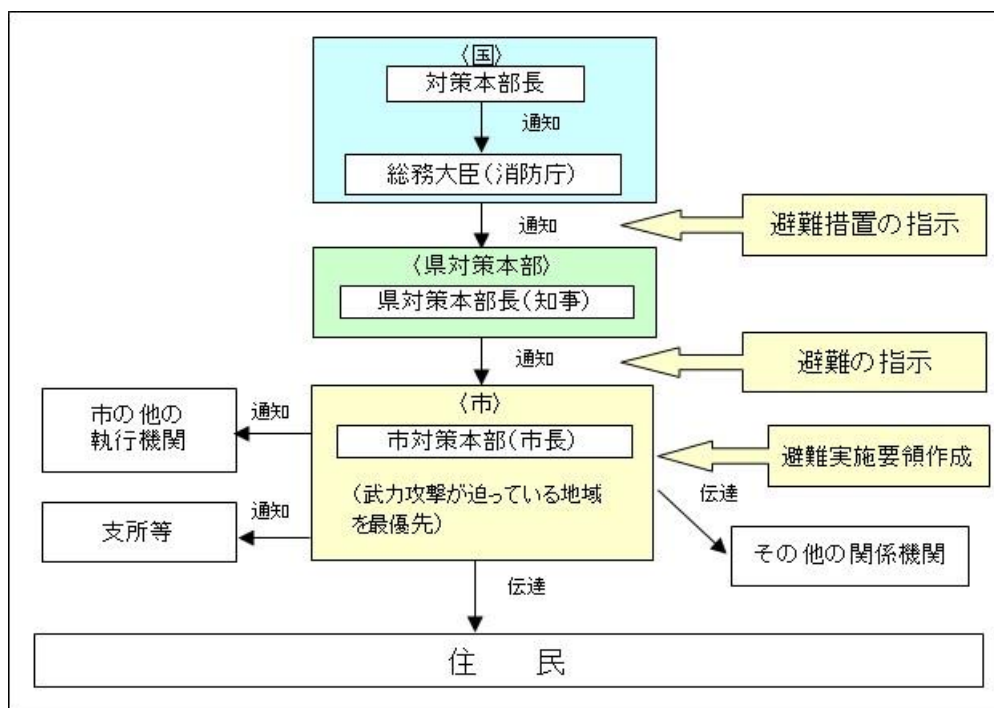 〈国〉
対策本部長
通知
総務大臣(消防庁)
通知
避難措置の指示
〈県対策本部〉
県対策本部長(知事)
通知
避難の指示
〈市〉
市対策本部(市長)
(武力攻撃が迫っている地域
を最優先)
通知
市の他の
執行機関
通知
支所等
避難実施要領作成
伝達
その他の関係機関
伝達
住　民